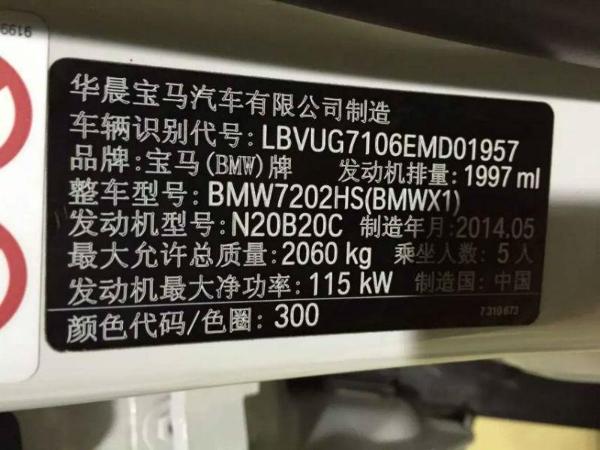 华晨宝马汽车有限公司制造
车辆识别代号: LBVUG7106EMD01957
品牌: 宝马(BMW)牌 发动机排量: 1997 ml
整车型号: BMW7202HS(BMWX1)
发动机型号: N20B20C 制造年月: 2014.05
最大允许总质量: 2060 kg 乘坐人数: 5 人
发动机最大净功率: 115 kW 制造国: 中国
颜色代码/色圈: 300
7 310 673